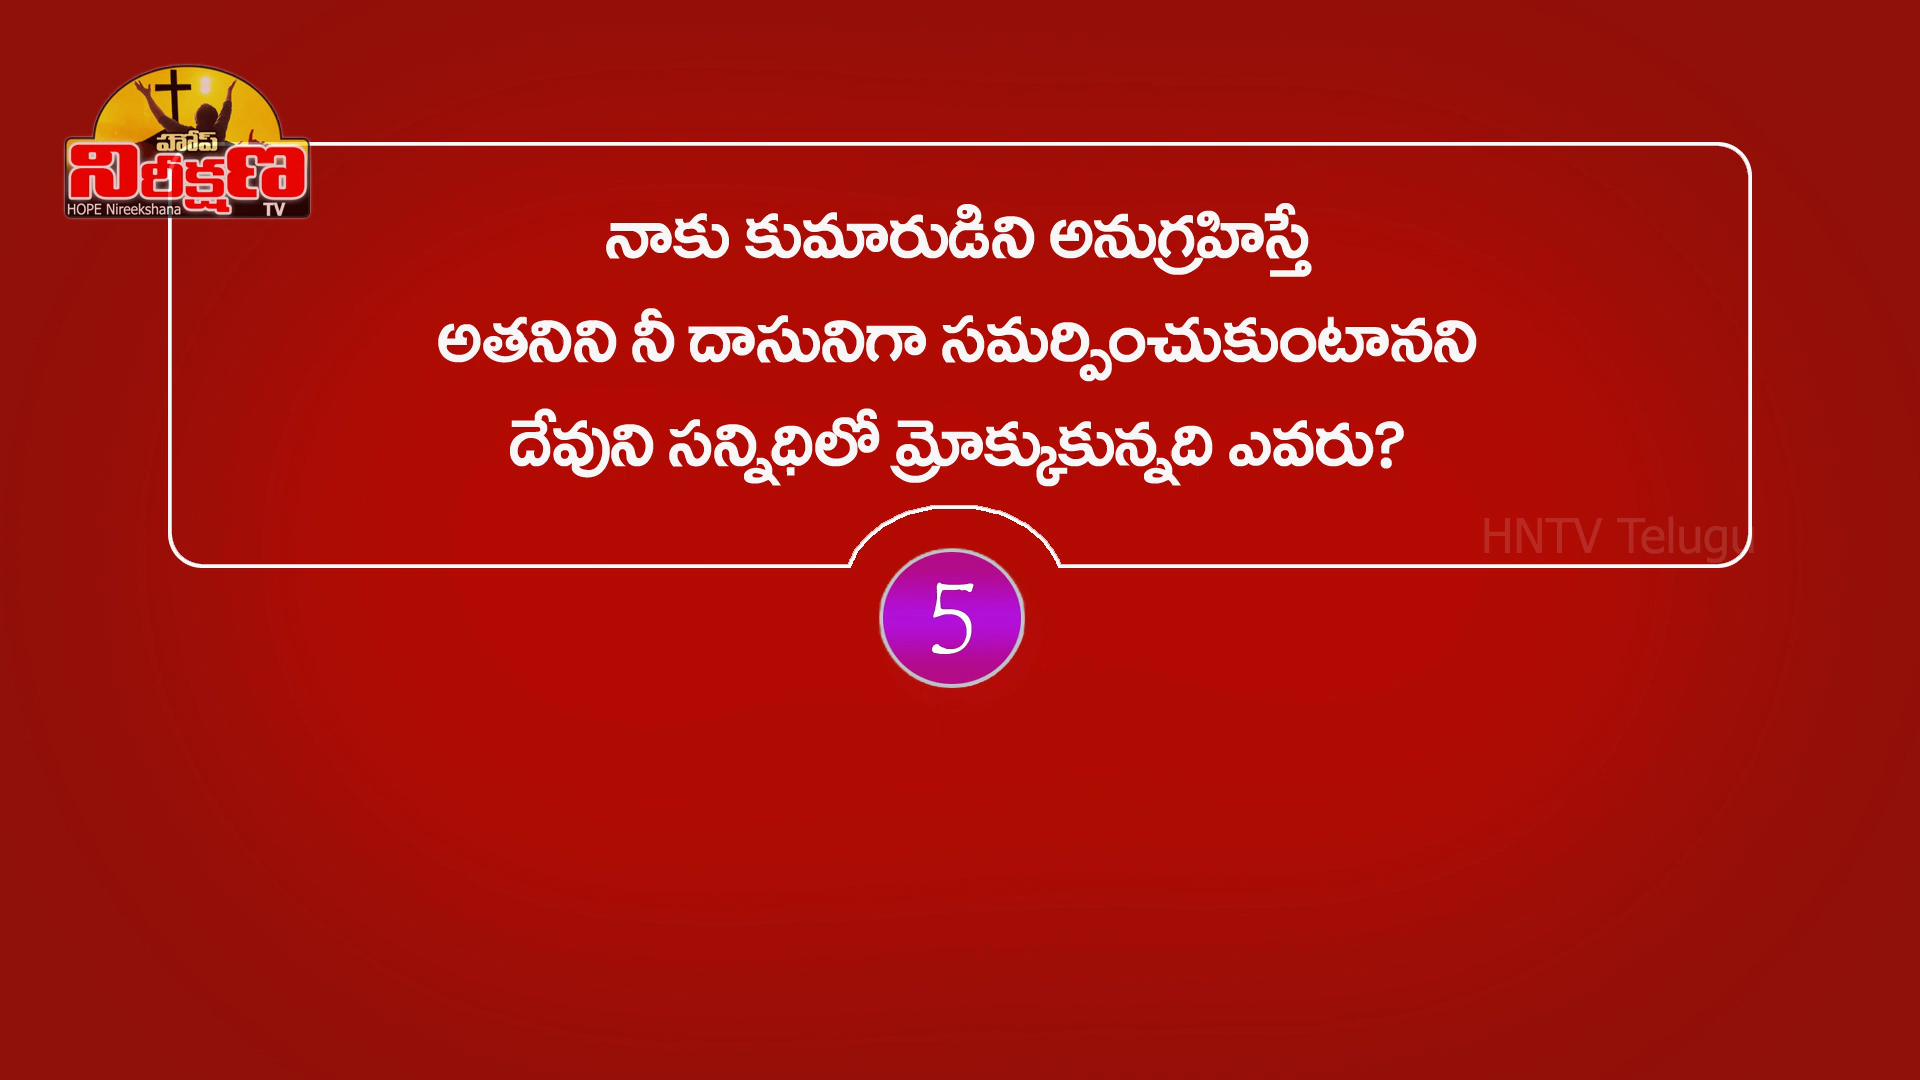 హోప్
నిరీక్షణ
HOPE Nireekshana TV
నాకు కుమారుడిని అనుగ్రహిస్తే
అతనిని నీ దాసునిగా సమర్పించుకుంటానని
దేవుని సన్నిధిలో మ్రొక్కుకున్నది ఎవరు?
HNTV Telugu
5